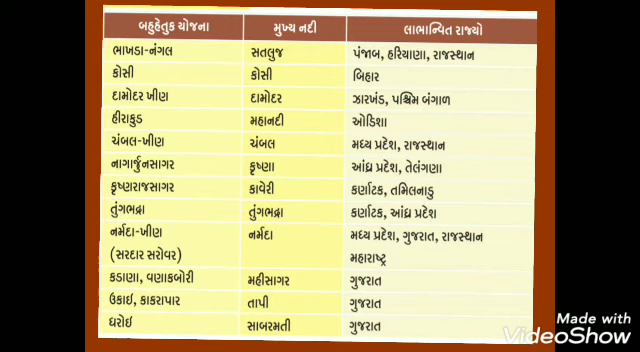 બહુહેતુક યોજના મુખ્ય નદી લાભાન્વિત રાજ્યો
ભાખડા-નંગલ સતલુજ પંજાબ, હરિયાણા, રાજસ્થાન
કોસી કોસી બિહાર
દામોદર ખીણ દામોદર ઝારખંડ, પશ્ચિમ બંગાળ
હીરાકુડ મહાનદી ઓડિશા
ચંબલ-ખીણ ચંબલ મધ્ય પ્રદેશ, રાજસ્થાન
નાગાર્જુનસાગર કૃષ્ણા આંધ્ર પ્રદેશ, તેલંગણા
કૃષ્ણરાજસાગર કાવેરી કર્ણાટક, તમિલનાડુ
તુંગભદ્રા તુંગભદ્રા કર્ણાટક, આંધ્ર પ્રદેશ
નર્મદા-ખીણ નર્મદા મધ્ય પ્રદેશ, ગુજરાત, રાજસ્થાન
(સરદાર સરોવર) મહારાષ્ટ્ર
કડાણા, વણાકબોરી મહીસાગર ગુજરાત
ઉકાઈ, કાકરાપાર તાપી ગુજરાત
ધરોઈ સાબરમતી ગુજરાત
Made with
VideoShow